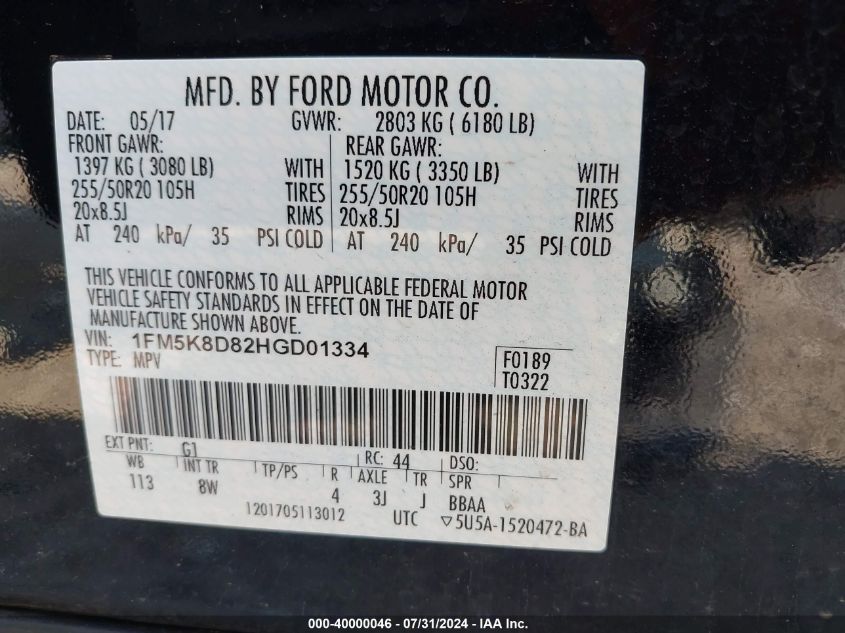 MFD. BY FORD MOTOR CO.
DATE: 05/17 GVWR: 2803 KG ( 6180 LB)
FRONT GAWR: REAR GAWR:
1397 KG ( 3080 LB) WITH 1520 KG ( 3350 LB) WITH
255/50R20 105H TIRES 255/50R20 105H TIRES
20x8.5J RIMS 20x8.5J RIMS
AT 240 kPa/ 35 PSI COLD AT 240 kPa/ 35 PSI COLD
THIS VEHICLE CONFORMS TO ALL APPLICABLE FEDERAL MOTOR
VEHICLE SAFETY STANDARDS IN EFFECT ON THE DATE OF
MANUFACTURE SHOWN ABOVE.
VIN: 1FM5K8D82HGD01334
TYPE: MPV
F0189
T0322
EXT PNT: G1 RC: 44 DSO:
WB INT TR TP/PS R AXLE TR SPR
113 8W 4 3J J BBAA
1201705113012 UTC ▽5U5A-1520472-BA
000-40000046 - 07/31/2024 - IAA Inc.